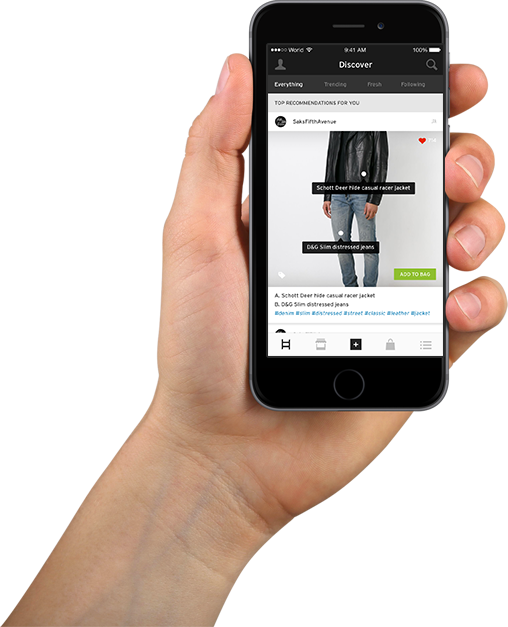 World 9:41 AM 100%
Discover
Everything Trending Fresh Following
TOP RECOMMENDATIONS FOR YOU
SaksFifthAvenue
Schott Deer hide casual racer jacket
D&G Slim distressed jeans
ADD TO BAG
A. Schott Deer hide casual racer jacket
B. D&G Slim distressed jeans
#denim #slim #distressed #street #classic #leather #jacket